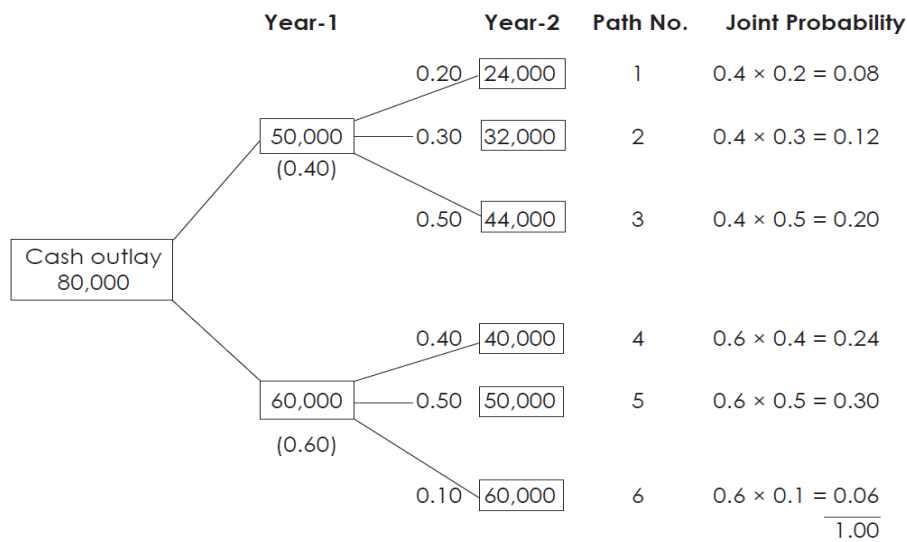 Year-1 Year-2 Path No. Joint Probability
0.20 24,000 1 0.4 × 0.2 = 0.08
50,000 0.30 32,000 2 0.4 × 0.3 = 0.12
(0.40)
0.50 44,000 3 0.4 × 0.5 = 0.20
Cash outlay
80,000
0.40 40,000 4 0.6 × 0.4 = 0.24
60,000 0.50 50,000 5 0.6 × 0.5 = 0.30
(0.60)
0.10 60,000 6 0.6 × 0.1 = 0.06
1.00